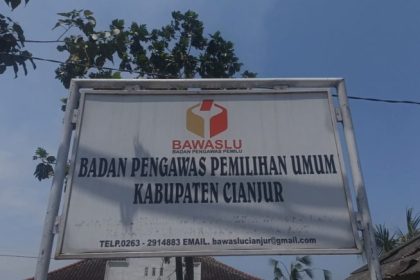 BAWASLU
BADAN PENGAWAS PEMILU
BADAN PENGAWAS PEMILIHAN UMUM
KABUPATEN CIANJUR
TELP.0263 - 2914883 EMAIL. bawaslucianjur@gmail.com